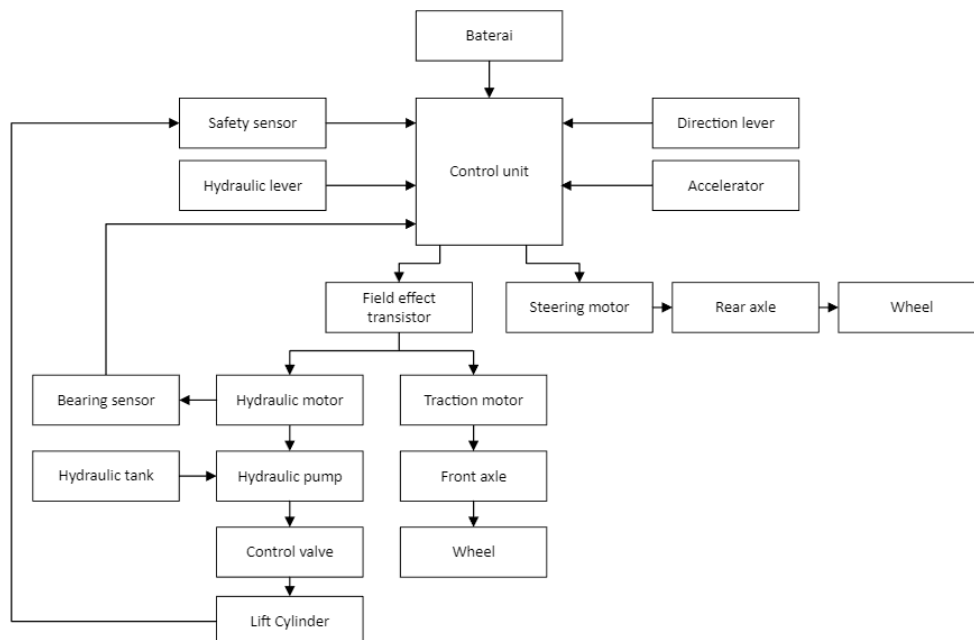 Baterai
Safety sensor
Direction lever
Control unit
Hydraulic lever
Accelerator
Field effect
transistor
Steering motor
Rear axle
Wheel
Bearing sensor
Hydraulic motor
Traction motor
Hydraulic tank
Hydraulic pump
Front axle
Control valve
Wheel
Lift Cylinder